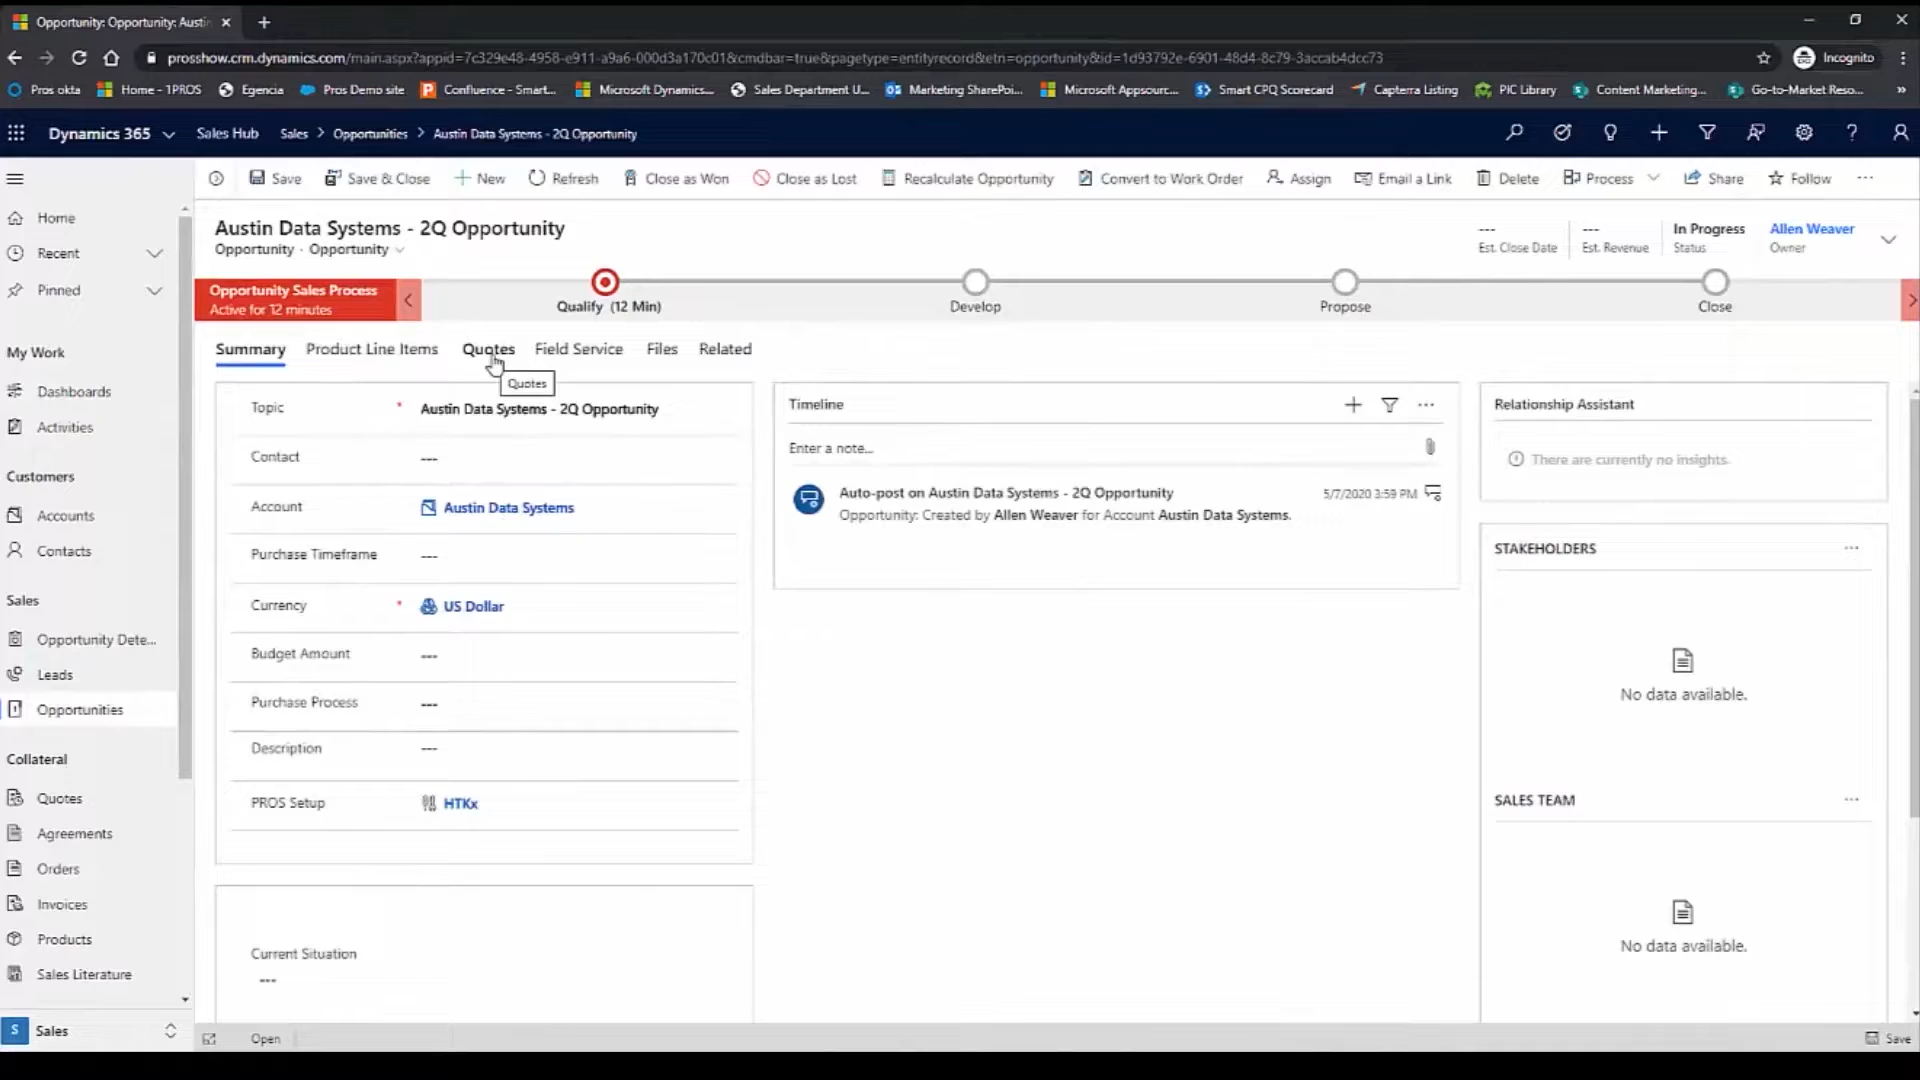 Opportunity: Opportunity: Austi
prosshow.crm.dynamics.com/main.aspx?appid=7c329e48-4958-e911-a9a6-000d3a170c01&cmdbar=true&pagetype=entityrecord&etn=opportunity&id=1d93792e-6901-48d4-8c79-3accab4dcc73
Incognito
Pros okta
Home - 1PROS
Egencia
Pros Demo site
Confluence - Smart...
Microsoft Dynamics...
Sales Department U...
Marketing SharePoi...
Microsoft Appsourc...
Smart CPQ Scorecard
Capterra Listing
PIC Library
Content Marketing...
Go-to-Market Reso...
»
Dynamics 365
Sales Hub
Sales > Opportunities > Austin Data Systems - 2Q Opportunity
Save
Save & Close
New
Refresh
Close as Won
Close as Lost
Recalculate Opportunity
Convert to Work Order
Assign
Email a Link
Delete
Process
Share
Follow
Home
Recent
Pinned
My Work
Dashboards
Activities
Customers
Accounts
Contacts
Sales
Opportunity Dete...
Leads
Opportunities
Collateral
Quotes
Agreements
Orders
Invoices
Products
Sales Literature
S Sales
Austin Data Systems - 2Q Opportunity
Opportunity · Opportunity
---
Est. Close Date
---
Est. Revenue
In Progress
Status
Allen Weaver
Owner
Opportunity Sales Process
Active for 12 minutes
Qualify (12 Min)
Develop
Propose
Close
Summary
Product Line Items
Quotes
Field Service
Files
Related
Quotes
Topic * Austin Data Systems - 2Q Opportunity
Contact ---
Account Austin Data Systems
Purchase Timeframe ---
Currency * US Dollar
Budget Amount ---
Purchase Process ---
Description ---
PROS Setup HTKx
Current Situation
---
Timeline
Enter a note...
Auto-post on Austin Data Systems - 2Q Opportunity
5/7/2020 3:59 PM
Opportunity: Created by Allen Weaver for Account Austin Data Systems.
Relationship Assistant
There are currently no insights.
STAKEHOLDERS
No data available.
SALES TEAM
No data available.
Open
Save